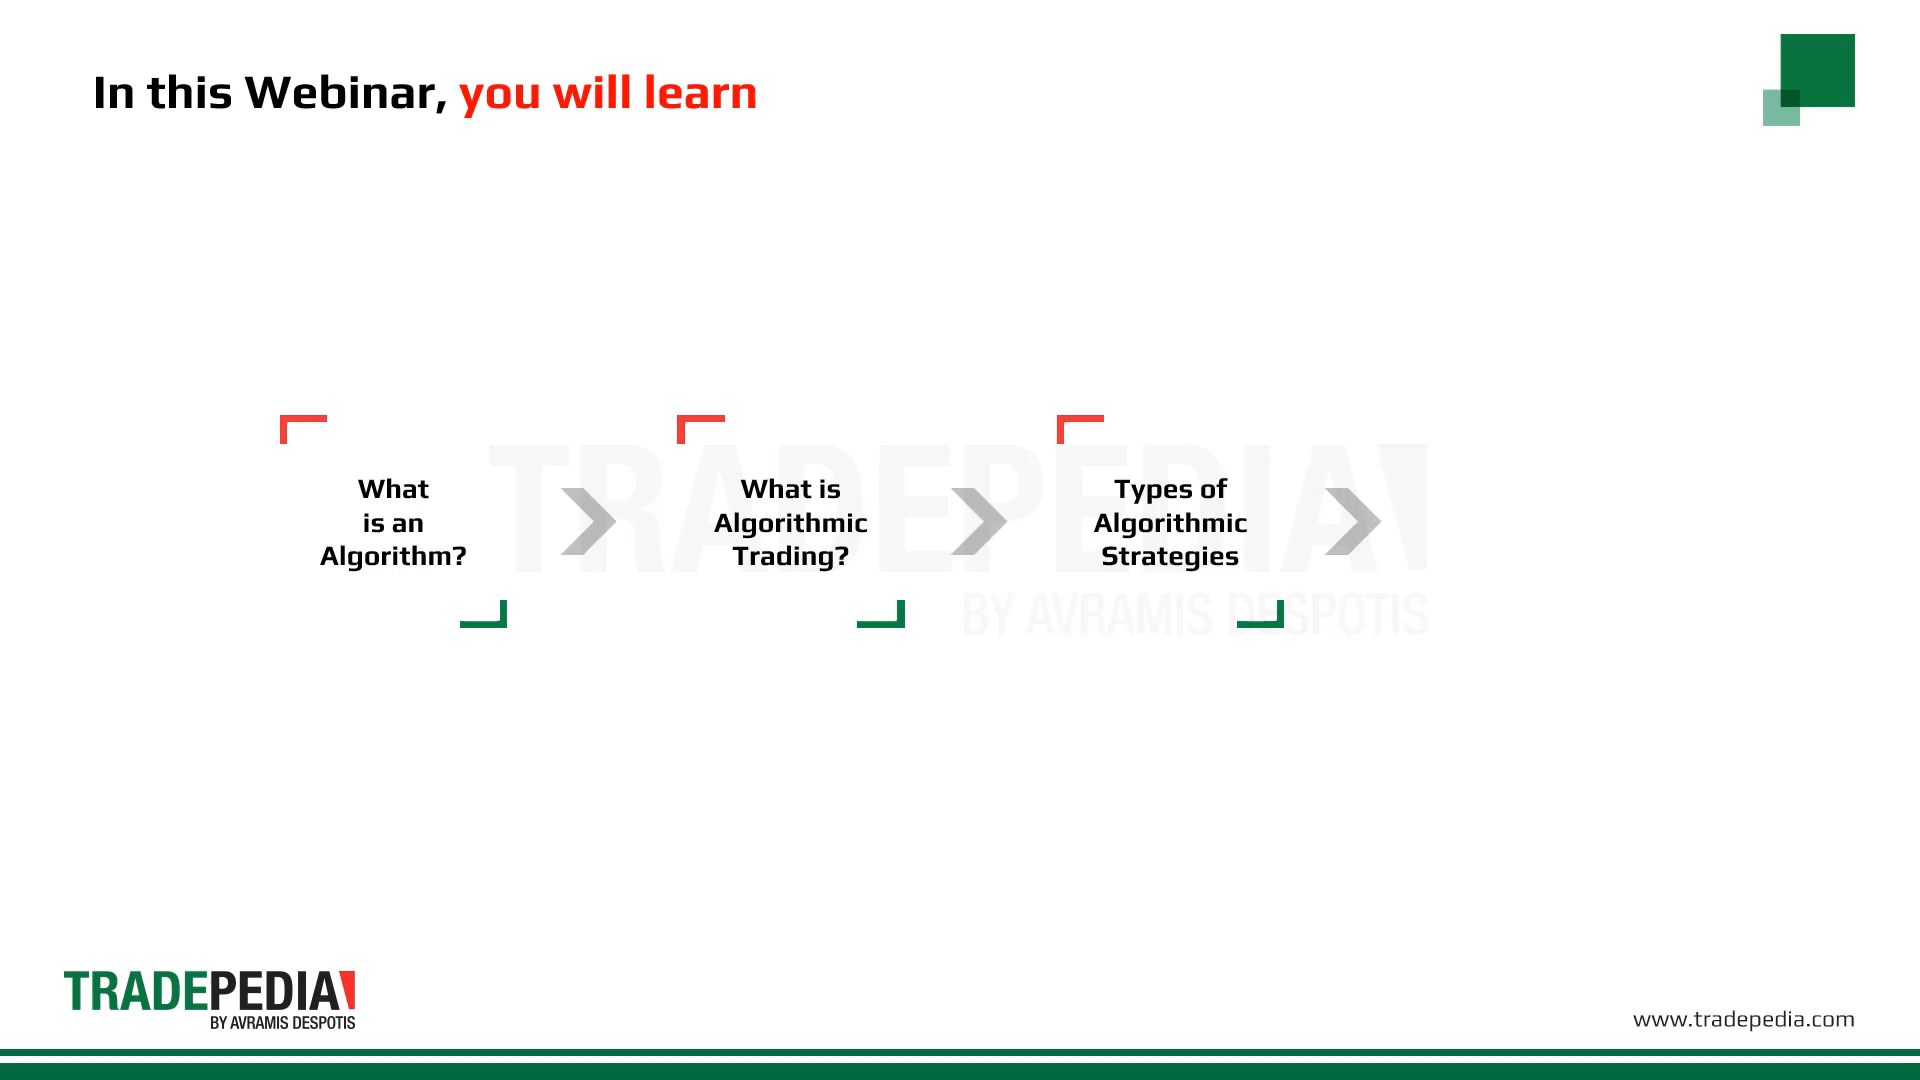 In this Webinar, you will learn
What
is an
Algorithm?
What is
Algorithmic
Trading?
Types of
Algorithmic
Strategies
TRADEPEDIA
BY AVRAMIS DESPOTIS
TRADEPEDIA
BY AVRAMIS DESPOTIS
www.tradepedia.com